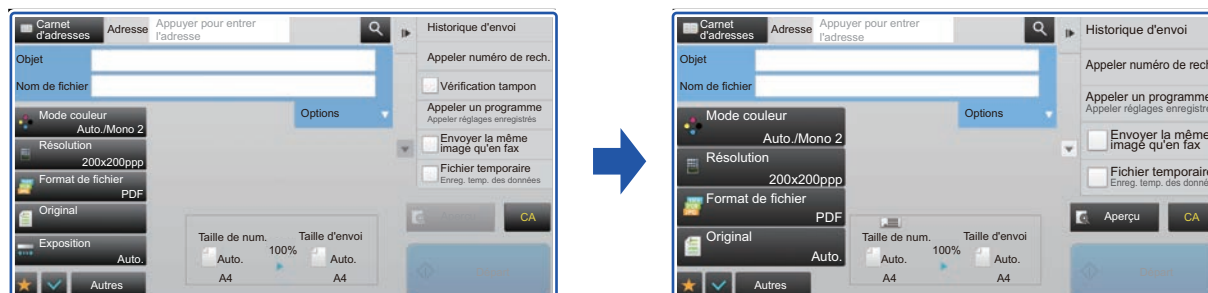 Carnet
d'adresses
Adresse
Appuyer pour entrer
l'adresse
Objet
Nom de fichier
Options
Mode couleur
Auto./Mono 2
Résolution
200x200ppp
Format de fichier
PDF
Original
Exposition
Auto.
Autres
Taille de num.
100%
Taille d'envoi
Auto.
Auto.
A4
A4
Historique d'envoi
Appeler numéro de rech.
Vérification tampon
Appeler un programme
Appeler réglages enregistrés
Envoyer la même
image qu'en fax
Fichier temporaire
Enreg. temp. des données
CA
Carnet
d'adresses
Adresse
Appuyer pour entrer
l'adresse
Objet
Nom de fichier
Options
Mode couleur
Auto./Mono 2
Résolution
200x200ppp
Format de fichier
PDF
Original
Auto.
Autres
Taille de num.
100%
Taille d'envoi
Auto.
Auto.
A4
A4
Historique d'envoi
Appeler numéro de rech
Appeler un programme
Appeler réglages enregistré
Envoyer la même
image qu'en fax
Fichier temporaire
Enreg. temp. des donné
Aperçu
CA